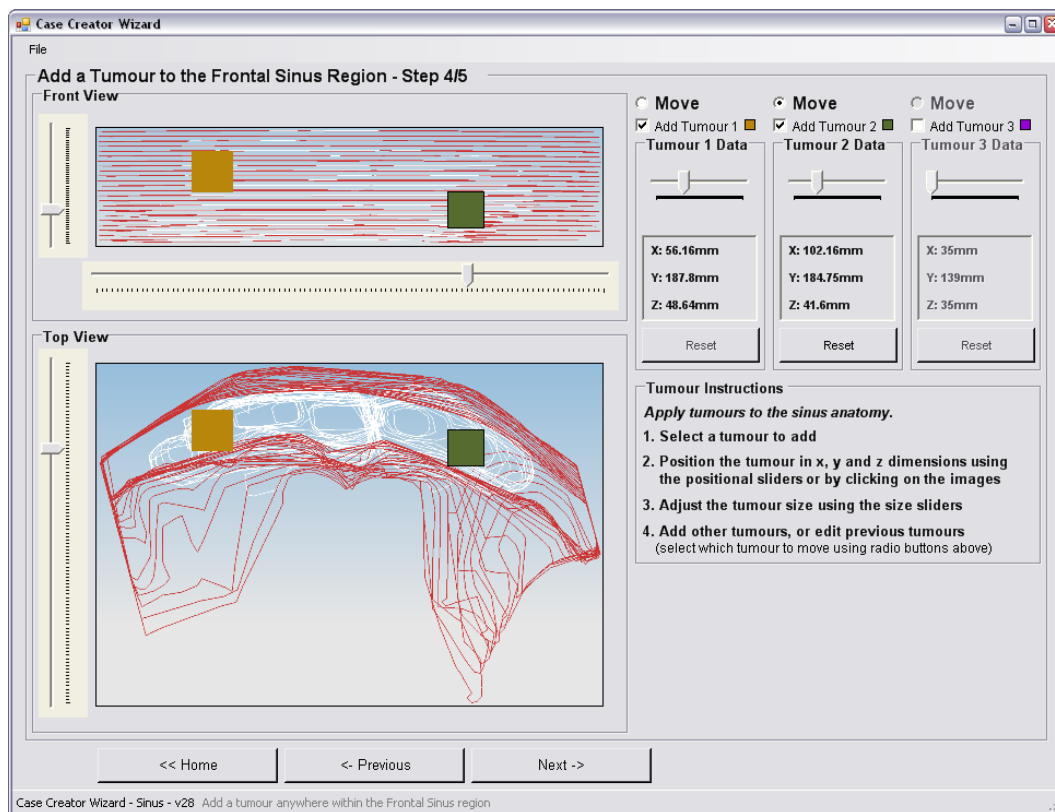 Case Creator Wizard
File
Add a Tumour to the Frontal Sinus Region - Step 4/5
Front View
Move
Add Tumour 1
Tumour 1 Data
X: 56.16mm
Y: 187.8mm
Z: 48.64mm
Reset
Move
Add Tumour 2
Tumour 2 Data
X: 102.16mm
Y: 184.75mm
Z: 41.6mm
Reset
Move
Add Tumour 3
Tumour 3 Data
X: 35mm
Y: 139mm
Z: 35mm
Reset
Top View
Tumour Instructions
Apply tumours to the sinus anatomy.
1. Select a tumour to add
2. Position the tumour in x, y and z dimensions using
the positional sliders or by clicking on the images
3. Adjust the tumour size using the size sliders
4. Add other tumours, or edit previous tumours
(select which tumour to move using radio buttons above)
<< Home
<- Previous
Next ->
Case Creator Wizard - Sinus - v28 Add a tumour anywhere within the Frontal Sinus region